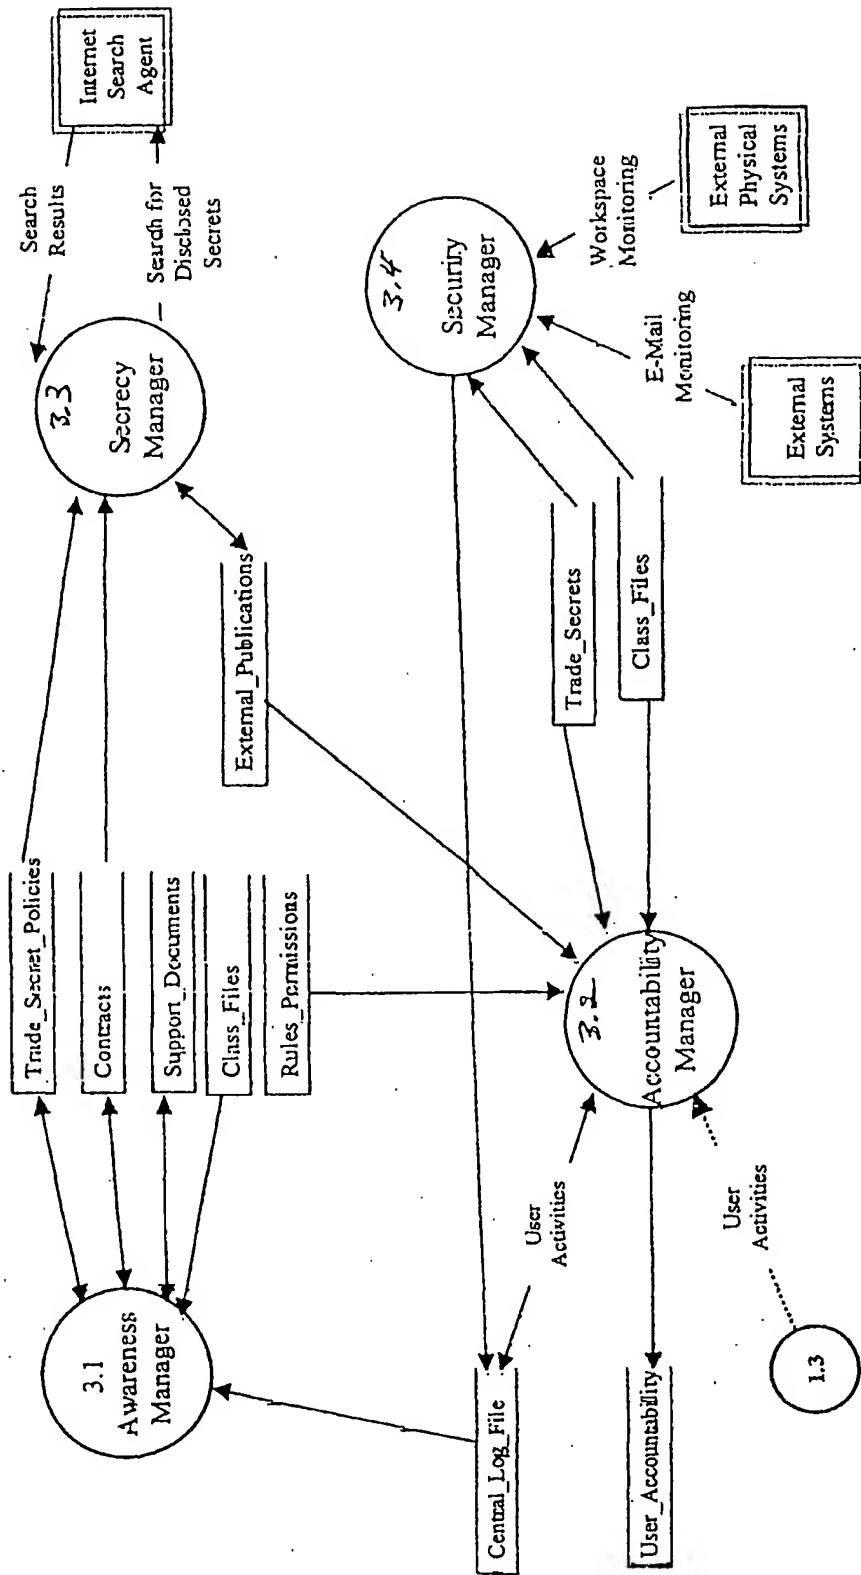 3.1
Awareness
Manager
Trade_Secret_Policies
Contracts
Support_Documents
Class_Files
Rules_Permissions
3.3
Secrecy
Manager
Search
Results
Search for
Disclosed
Secrets
Internet
Search
Agent
External_Publications
Central_Log_File
User
Activities
User_Accountability
3.2
Accountability
Manager
1.3
User
Activities
Trade_Secrets
Class_Files
3.4
Security
Manager
Workspace
Monitoring
External
Physical
Systems
E-Mail
Monitoring
External
Systems